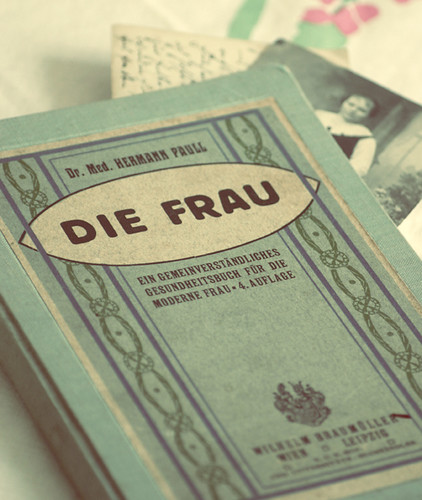 Dr. Med. HERMANN PAULL
DIE FRAU
EIN GEMEINVERSTÄNDLICHES
GESUNDHEITSBUCH FÜR DIE
MODERNE FRAU • 4. AUFLAGE
WILHELM BRAUMÜLLER
WIEN LEIPZIG